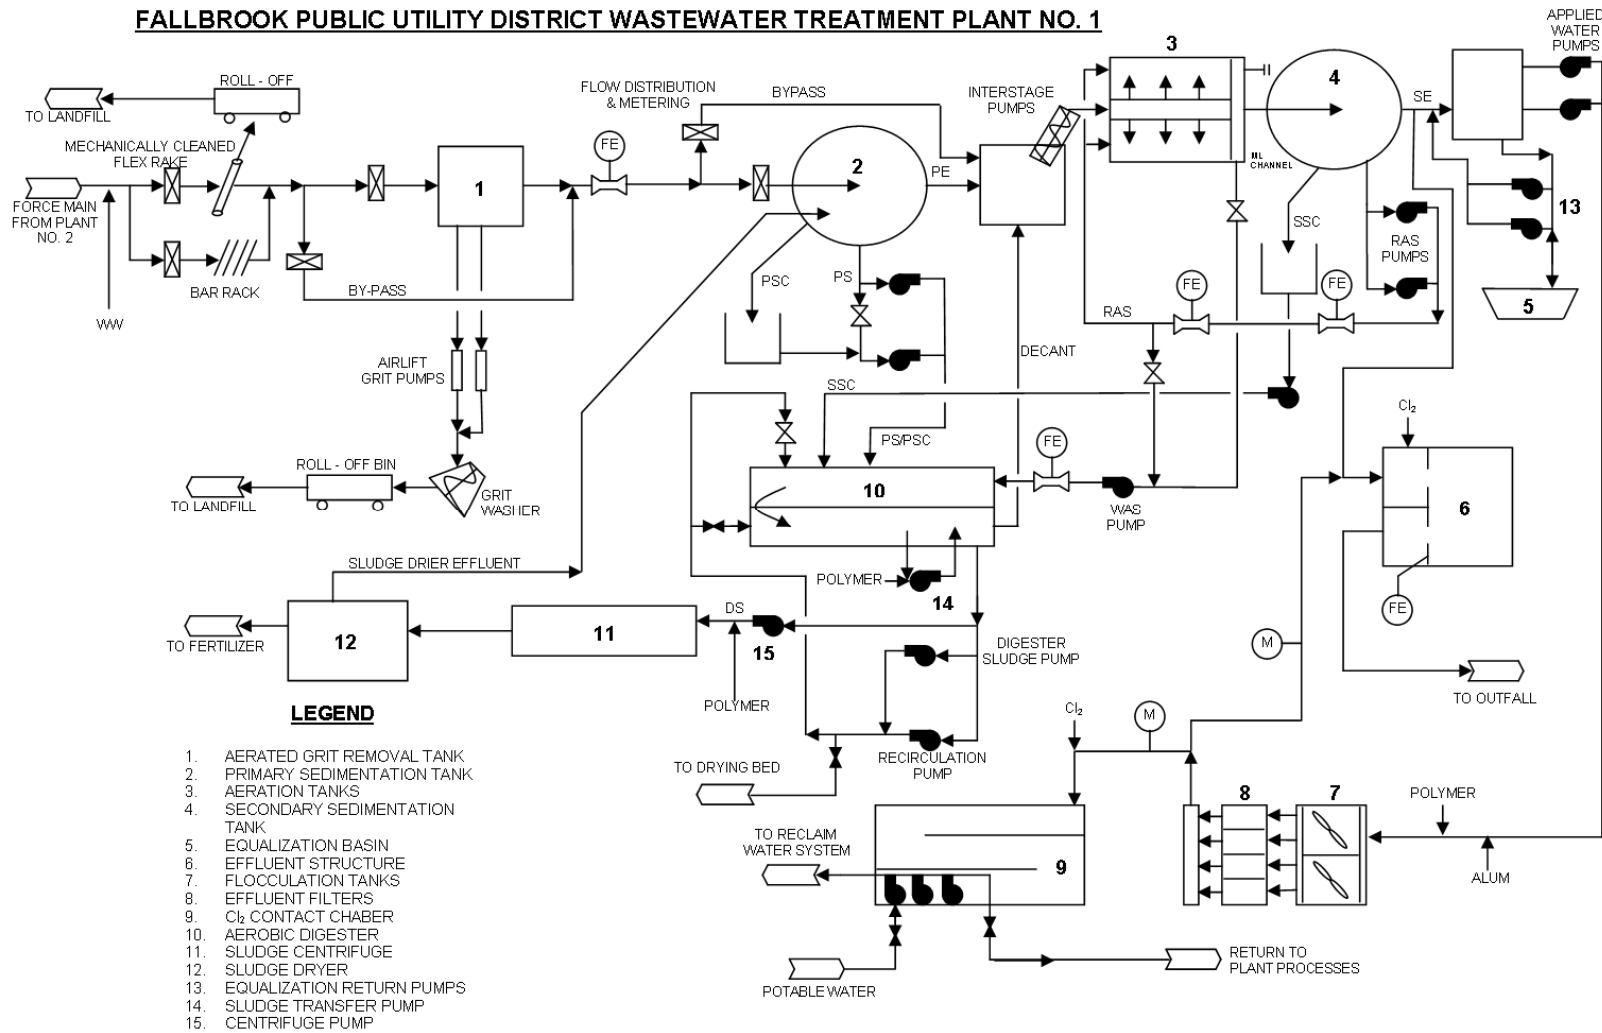 FALLBROOK PUBLIC UTILITY DISTRICT WASTEWATER TREATMENT PLANT NO. 1
ROLL - OFF
TO LANDFILL
MECHANICALLY CLEANED
FLEX RAKE
FORCE MAIN
FROM PLANT
NO. 2
BAR RACK
WW
BY-PASS
1
AIRLIFT
GRIT PUMPS
ROLL - OFF BIN
TO LANDFILL
GRIT
WASHER
FLOW DISTRIBUTION
& METERING
FE
BYPASS
2
PE
PSC
PS
INTERSTAGE
PUMPS
DECANT
3
ML
CHANNEL
4
SE
SSC
RAS
PUMPS
FE
FE
RAS
APPLIED
WATER
PUMPS
13
5
SSC
PS/PSC
FE
WAS
PUMP
10
POLYMER
14
Cl₂
6
FE
TO OUTFALL
SLUDGE DRIER EFFLUENT
TO FERTILIZER
12
11
DS
15
POLYMER
DIGESTER
SLUDGE PUMP
RECIRCULATION
PUMP
TO DRYING BED
M
M
Cl₂
TO RECLAIM
WATER SYSTEM
9
8
7
POLYMER
ALUM
POTABLE WATER
RETURN TO
PLANT PROCESSES
LEGEND
1. AERATED GRIT REMOVAL TANK
2. PRIMARY SEDIMENTATION TANK
3. AERATION TANKS
4. SECONDARY SEDIMENTATION
TANK
5. EQUALIZATION BASIN
6. EFFLUENT STRUCTURE
7. FLOCCULATION TANKS
8. EFFLUENT FILTERS
9. Cl₂ CONTACT CHABER
10. AEROBIC DIGESTER
11. SLUDGE CENTRIFUGE
12. SLUDGE DRYER
13. EQUALIZATION RETURN PUMPS
14. SLUDGE TRANSFER PUMP
15. CENTRIFUGE PUMP